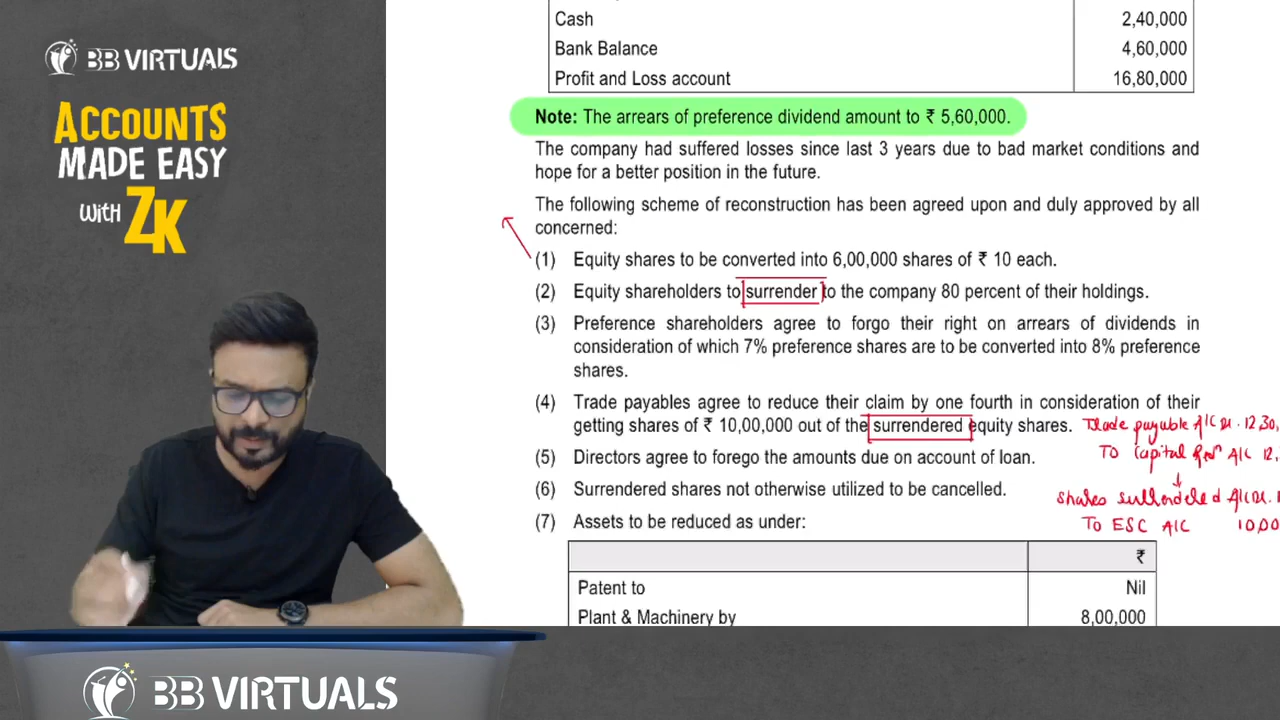 BB VIRTUALS
ACCOUNTS
MADE EASY
WITH ZK
Cash 2,40,000
Bank Balance 4,60,000
Profit and Loss account 16,80,000
Note: The arrears of preference dividend amount to ₹ 5,60,000.
The company had suffered losses since last 3 years due to bad market conditions and
hope for a better position in the future.
The following scheme of reconstruction has been agreed upon and duly approved by all
concerned:
(1) Equity shares to be converted into 6,00,000 shares of ₹ 10 each.
(2) Equity shareholders to surrender to the company 80 percent of their holdings.
(3) Preference shareholders agree to forgo their right on arrears of dividends in
consideration of which 7% preference shares are to be converted into 8% preference
shares.
(4) Trade payables agree to reduce their claim by one fourth in consideration of their
getting shares of ₹ 10,00,000 out of the surrendered equity shares.
Trade payable A/C Dr. 12,30,
To Capital Redn A/C 12,
(5) Directors agree to forego the amounts due on account of loan.
(6) Surrendered shares not otherwise utilized to be cancelled.
Shares surrendered A/C Dr. 1
To ESC A/C 10,00
(7) Assets to be reduced as under:
₹
Patent to Nil
Plant & Machinery by 8,00,000
BB VIRTUALS